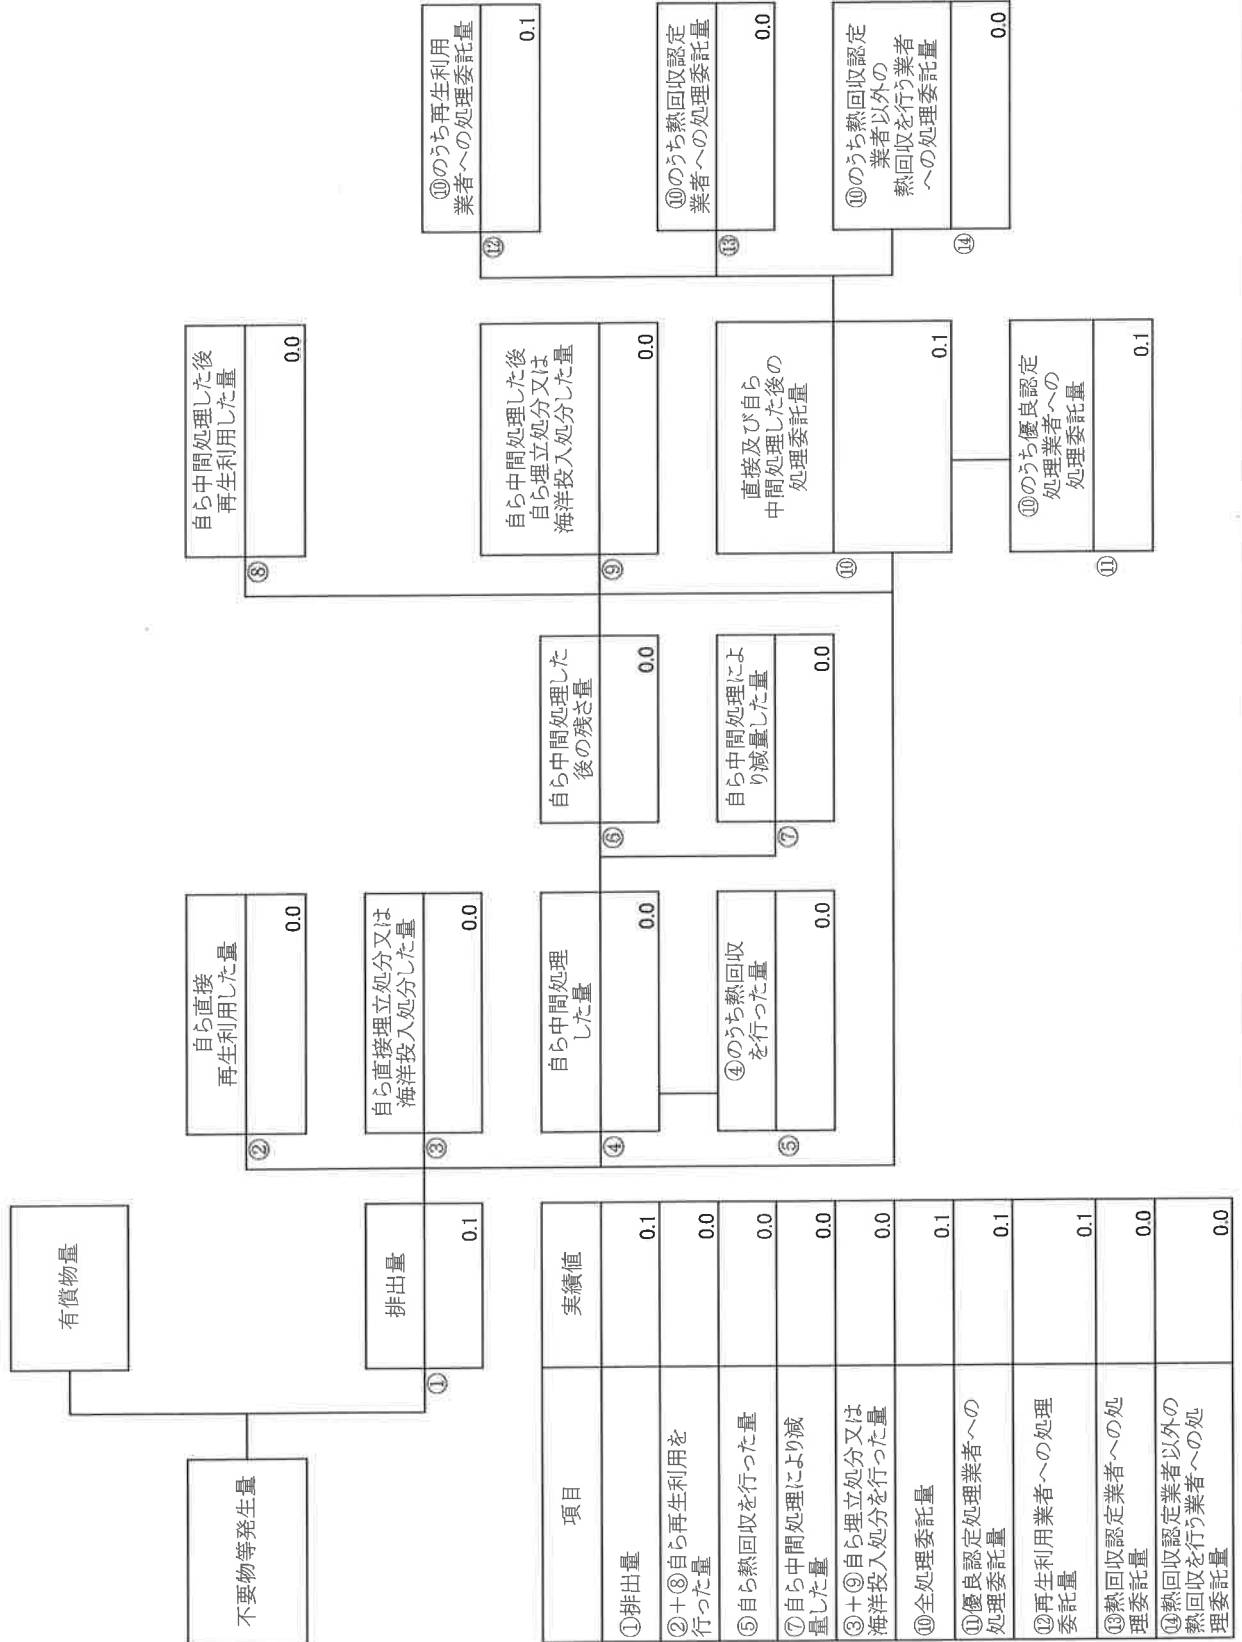 不要物等発生量
有償物量
排出量
0.1
①
自ら直接
再生利用した量
0.0
②
自ら直接埋立処分又は
海洋投入処分した量
0.0
③
自ら中間処理
した量
0.0
④
④のうち熱回収
を行った量
0.0
⑤
自ら中間処理した
後の残さ量
0.0
⑥
自ら中間処理によ
り減量した量
0.0
⑦
自ら中間処理した後
再生利用した量
0.0
⑧
自ら中間処理した後
自ら埋立処分又は
海洋投入処分した量
0.0
⑨
直接及び自ら
中間処理した後の
処理委託量
0.1
⑩
⑩のうち優良認定
処理業者への
処理委託量
0.1
⑪
⑩のうち再生利用
業者への処理委託量
0.1
⑫
⑩のうち熱回収認定
業者への処理委託量
0.0
⑬
⑩のうち熱回収認定
業者以外の
熱回収を行う業者
への処理委託量
0.0
⑭
項目
実績値
①排出量
0.1
②+⑧自ら再生利用を
行った量
0.0
⑤自ら熱回収を行った量
0.0
⑦自ら中間処理により減
量した量
0.0
③+⑨自ら埋立処分又は
海洋投入処分を行った量
0.0
⑩全処理委託量
0.1
⑪優良認定処理業者への
処理委託量
0.1
⑫再生利用業者への処理
委託量
0.1
⑬熱回収認定業者への処
理委託量
0.0
⑭熱回収認定業者以外の
熱回収を行う業者への処
理委託量
0.0